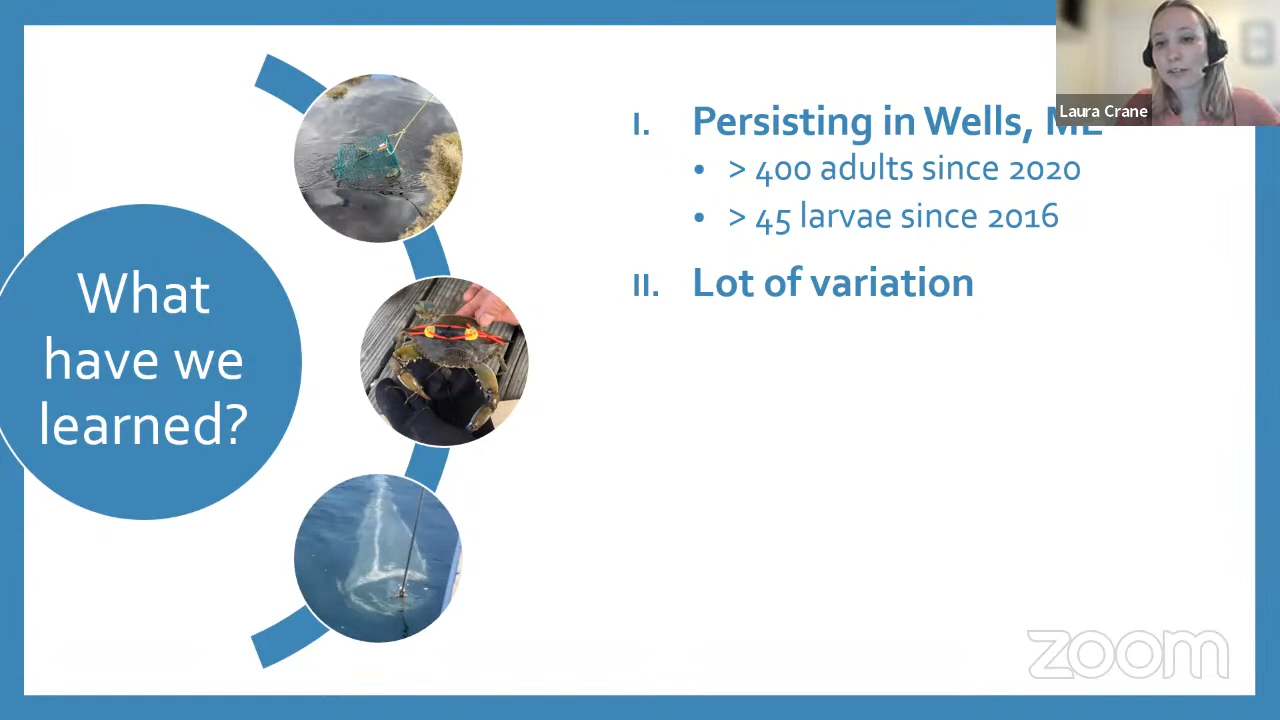 Laura Crane
What
have we
learned?
I. Persisting in Wells, ME
• > 400 adults since 2020
• > 45 larvae since 2016
II. Lot of variation
zoom